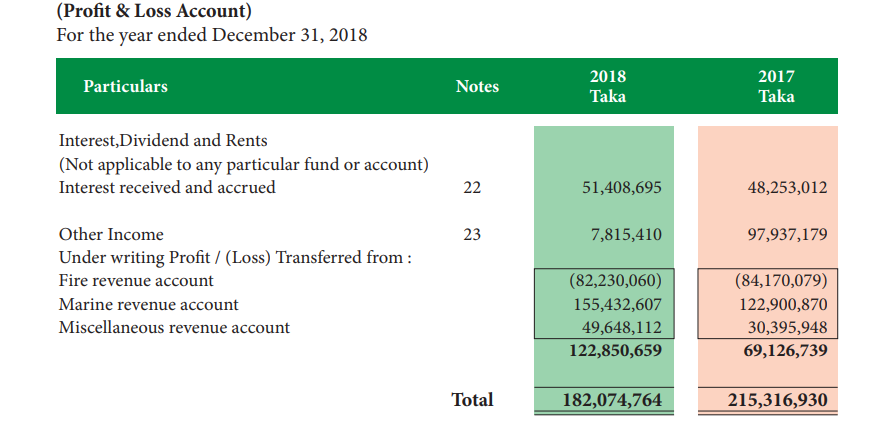 (Profit & Loss Account)
For the year ended December 31, 2018
Particulars Notes 2018 Taka 2017 Taka
Interest,Dividend and Rents
(Not applicable to any particular fund or account)
Interest received and accrued 22 51,408,695 48,253,012
Other Income 23 7,815,410 97,937,179
Under writing Profit / (Loss) Transferred from :
Fire revenue account (82,230,060) (84,170,079)
Marine revenue account 155,432,607 122,900,870
Miscellaneous revenue account 49,648,112 30,395,948
122,850,659 69,126,739
Total 182,074,764 215,316,930